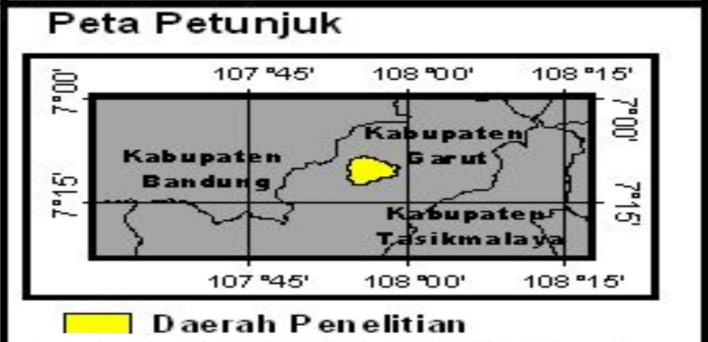 Peta Petunjuk
107 °45' 108 °00' 108 °15'
7°00' 7°00'
Kabupaten Garut
Kabupaten Bandung
7°15' 7°15'
Kabupaten Tasikmalaya
107 °45' 108 °00' 108 °15'
Daerah Penelitian